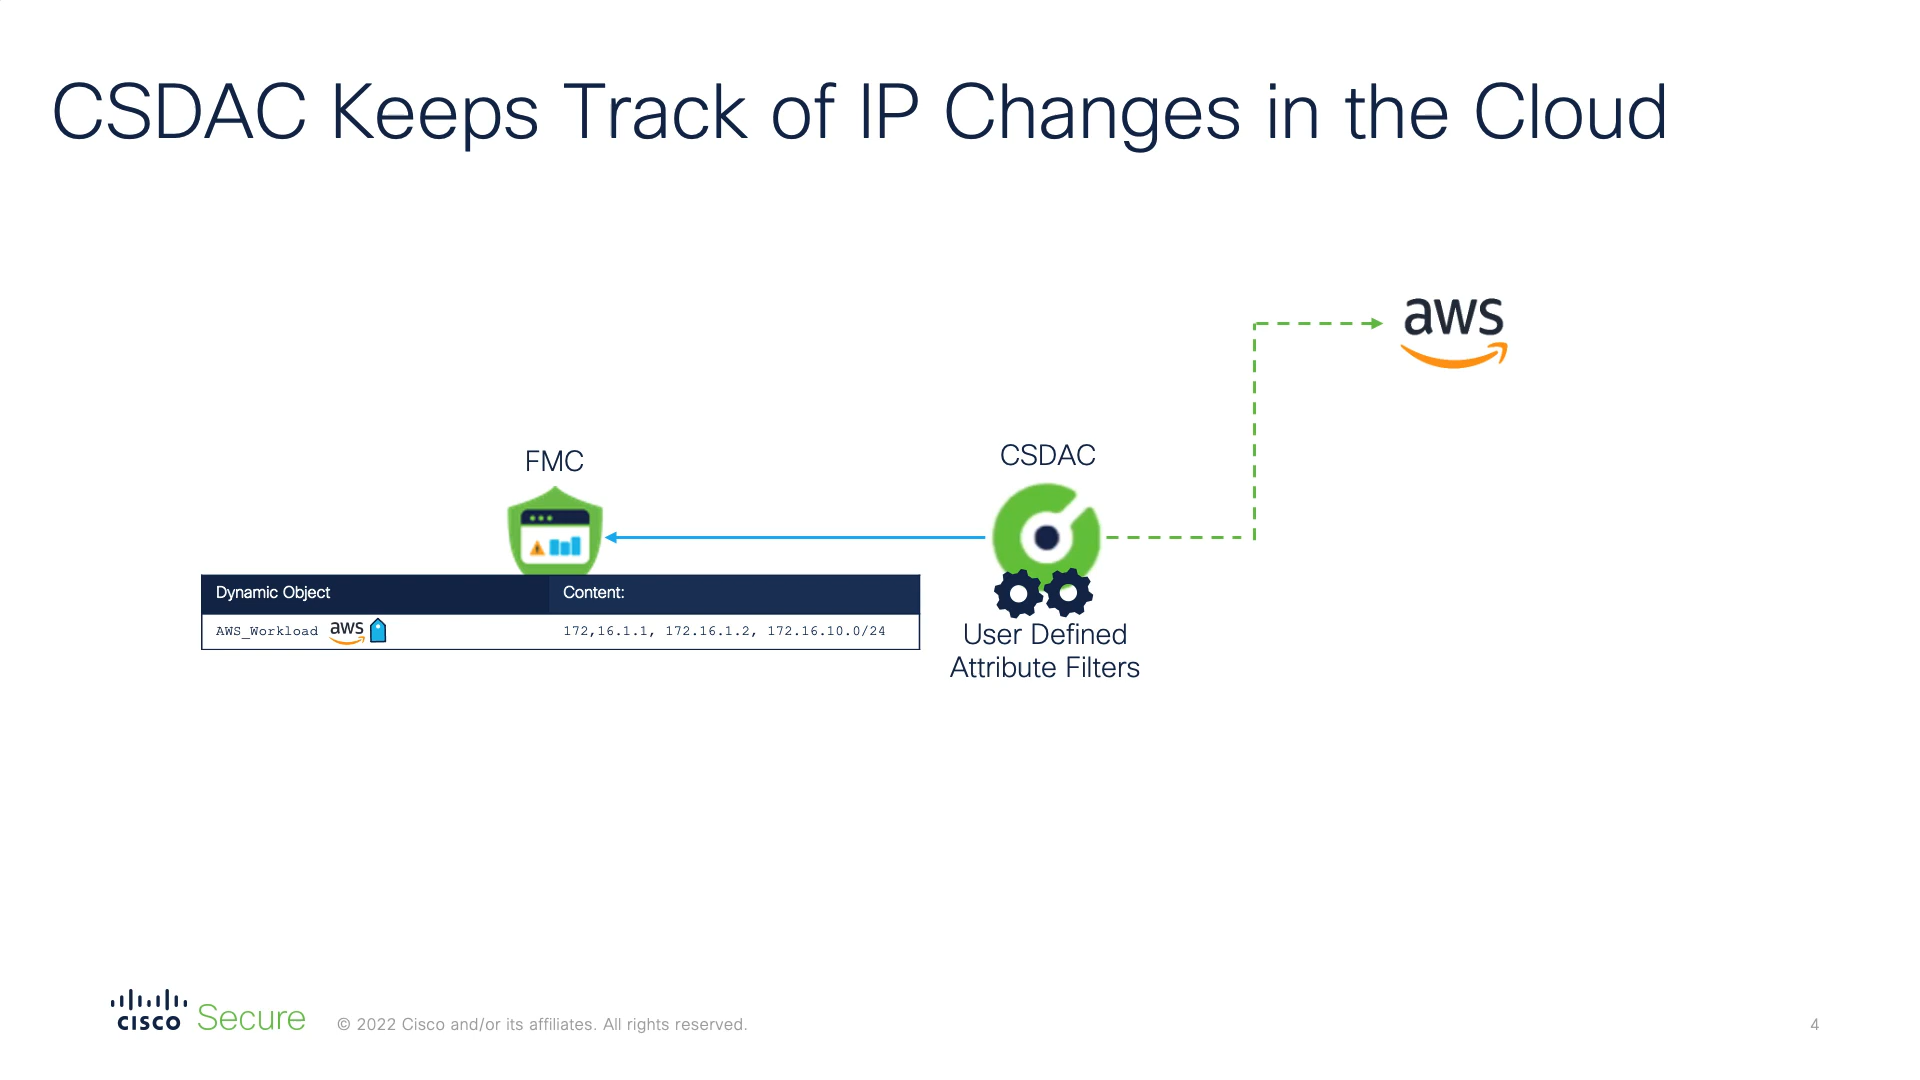 CSDAC Keeps Track of IP Changes in the Cloud
aws
FMC
CSDAC
Dynamic Object Content:
AWS_Workload aws 172,16.1.1, 172.16.1.2, 172.16.10.0/24
User Defined
Attribute Filters
cisco Secure © 2022 Cisco and/or its affiliates. All rights reserved. 4